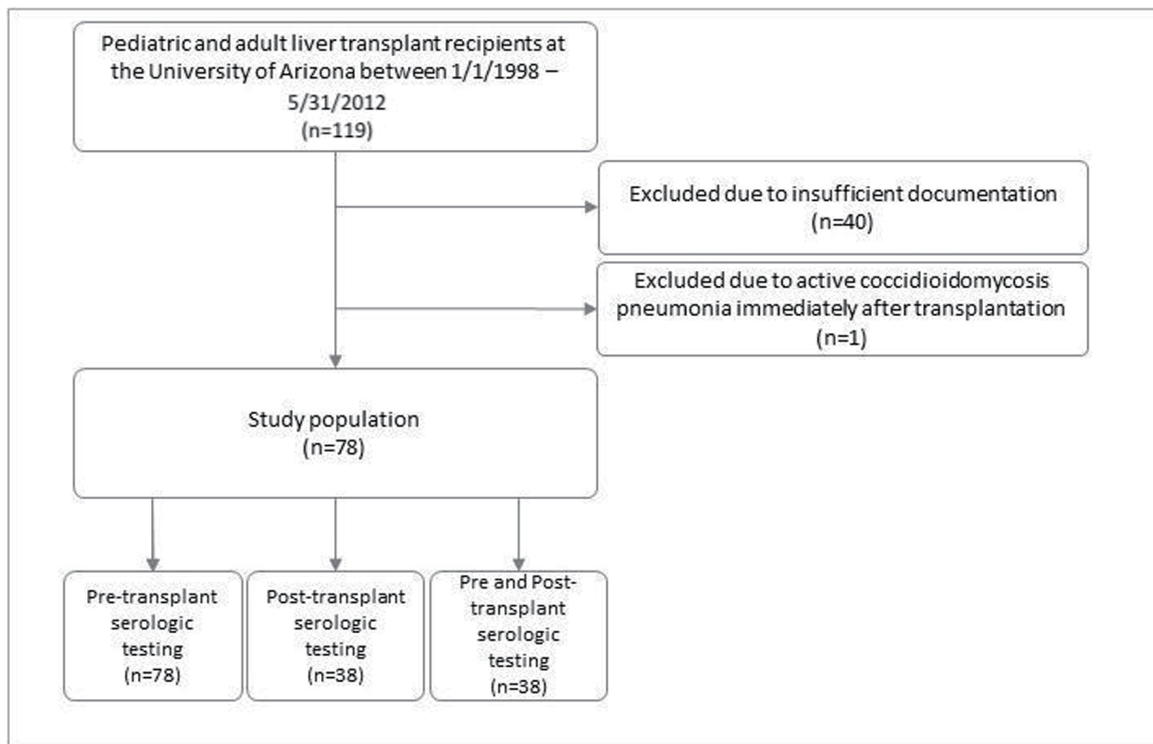 Pediatric and adult liver transplant recipients at
the University of Arizona between 1/1/1998 –
5/31/2012
(n=119)
Excluded due to insufficient documentation
(n=40)
Excluded due to active coccidioidomycosis
pneumonia immediately after transplantation
(n=1)
Study population
(n=78)
Pre-transplant
serologic
testing
(n=78)
Post-transplant
serologic
testing
(n=38)
Pre and Post-
transplant
serologic
testing
(n=38)